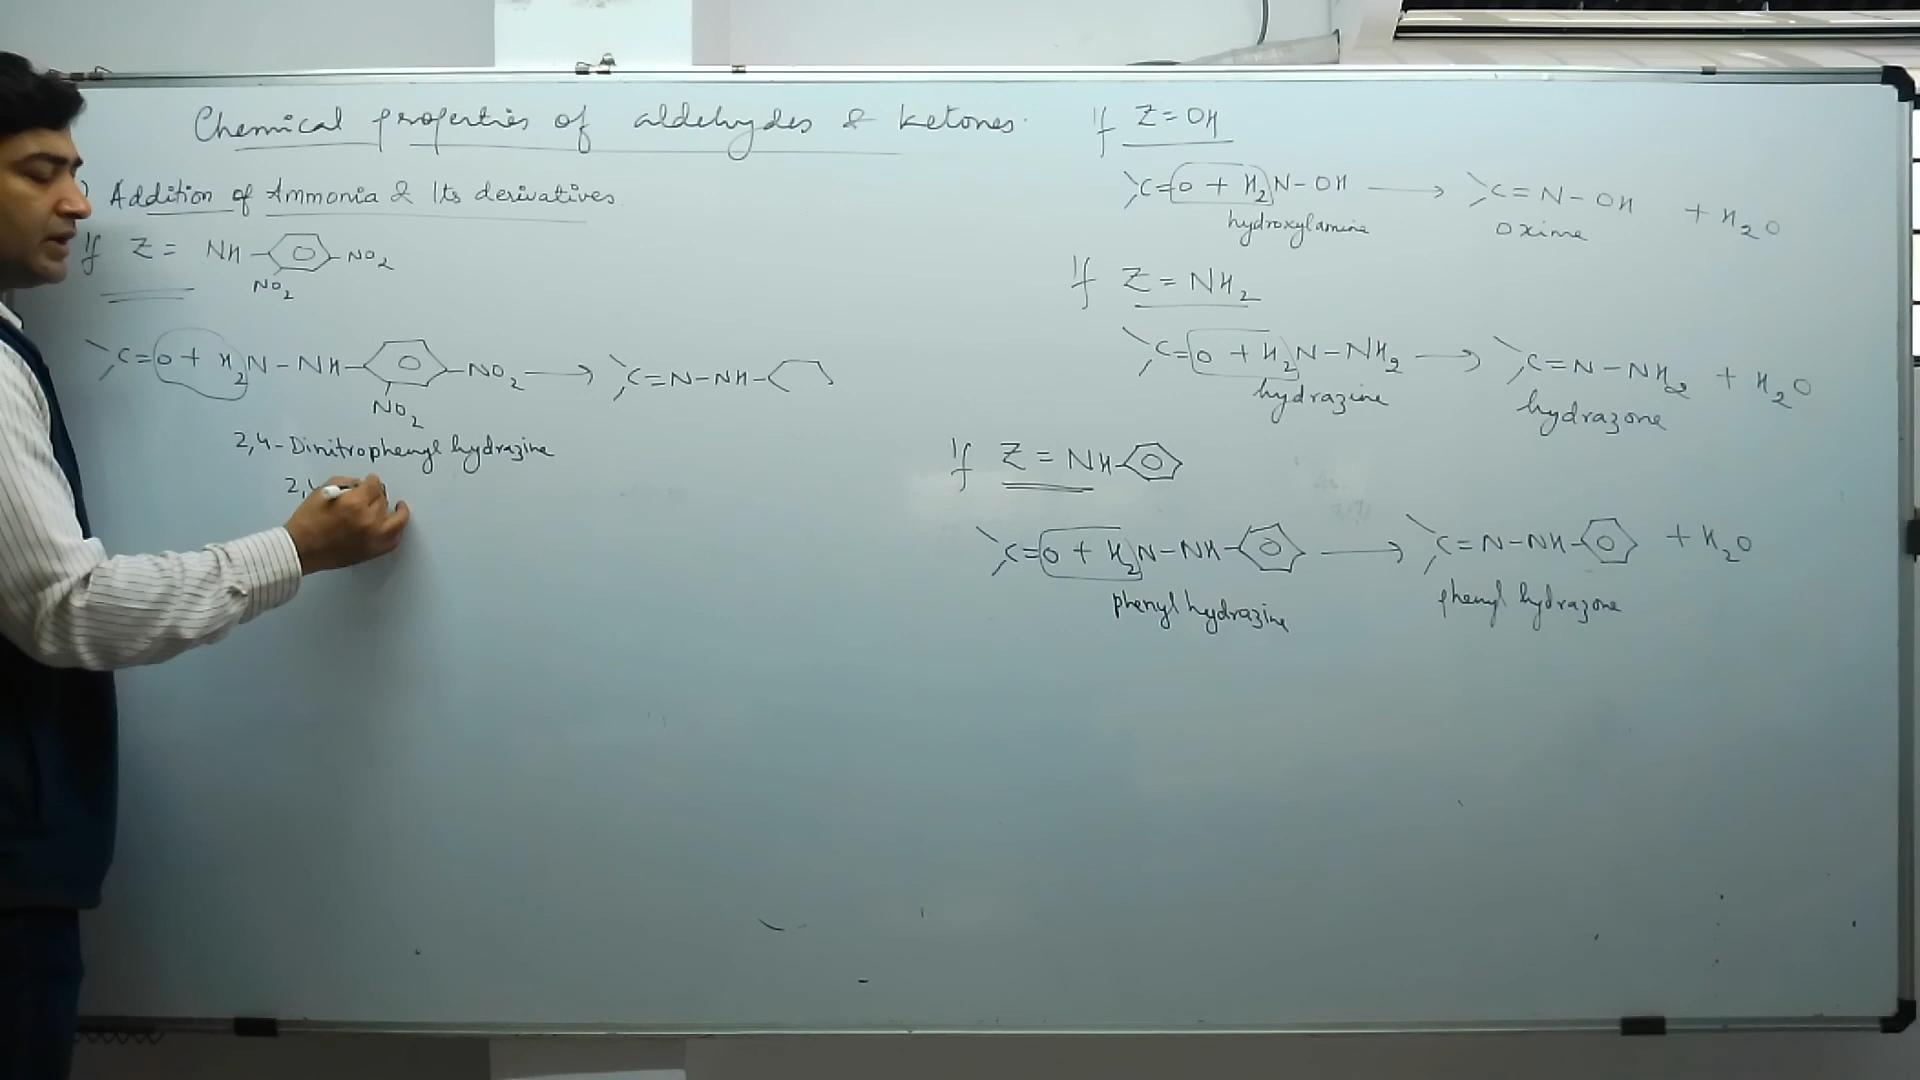 Chemical properties of aldehydes & ketones.
) Addition of Ammonia & Its derivatives
If Z = NH NO2
NO2
C=O + H2N-NH NO2 → C=N-NH
NO2
2,4-Dinitrophenyl hydrazine
2,
If Z=OH
C=O + H2N-OH → C=N-OH + H2O
hydroxylamine oxime
If Z=NH2
C=O + H2N-NH2 → C=N-NH2 + H2O
hydrazine hydrazone
If Z=NH
C=O + H2N-NH → C=N-NH + H2O
phenyl hydrazine phenyl hydrazone